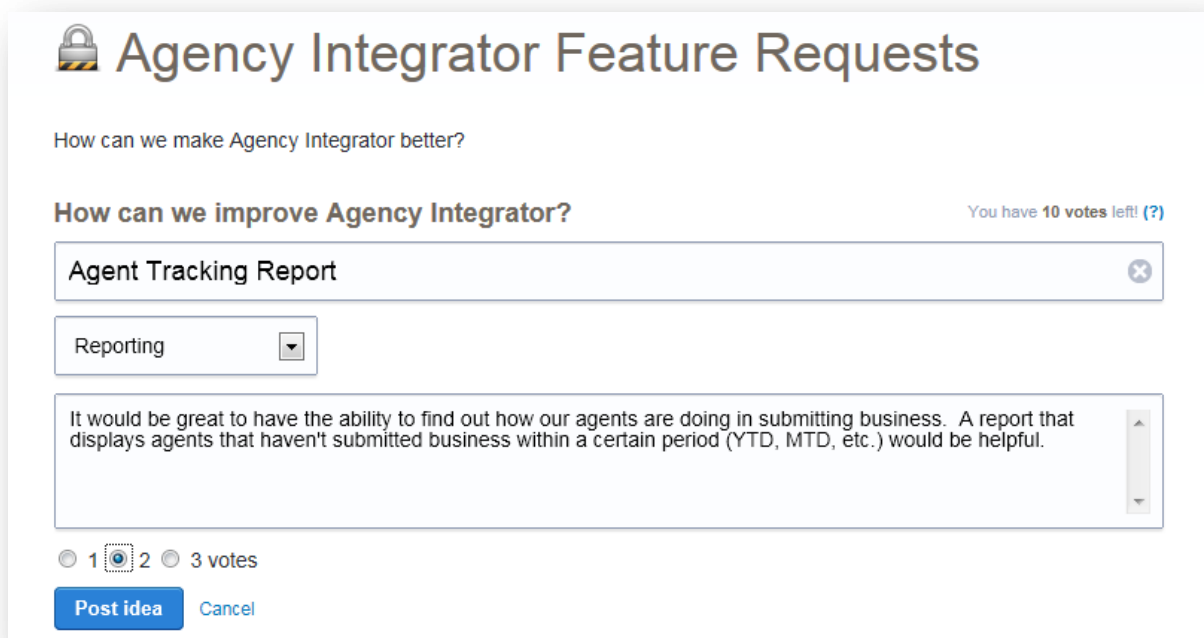 Agency Integrator Feature Requests
How can we make Agency Integrator better?
How can we improve Agency Integrator?
You have 10 votes left! (?)
Agent Tracking Report
Reporting
It would be great to have the ability to find out how our agents are doing in submitting business.  A report that
displays agents that haven't submitted business within a certain period (YTD, MTD, etc.) would be helpful.
1 2 3 votes
Post idea Cancel